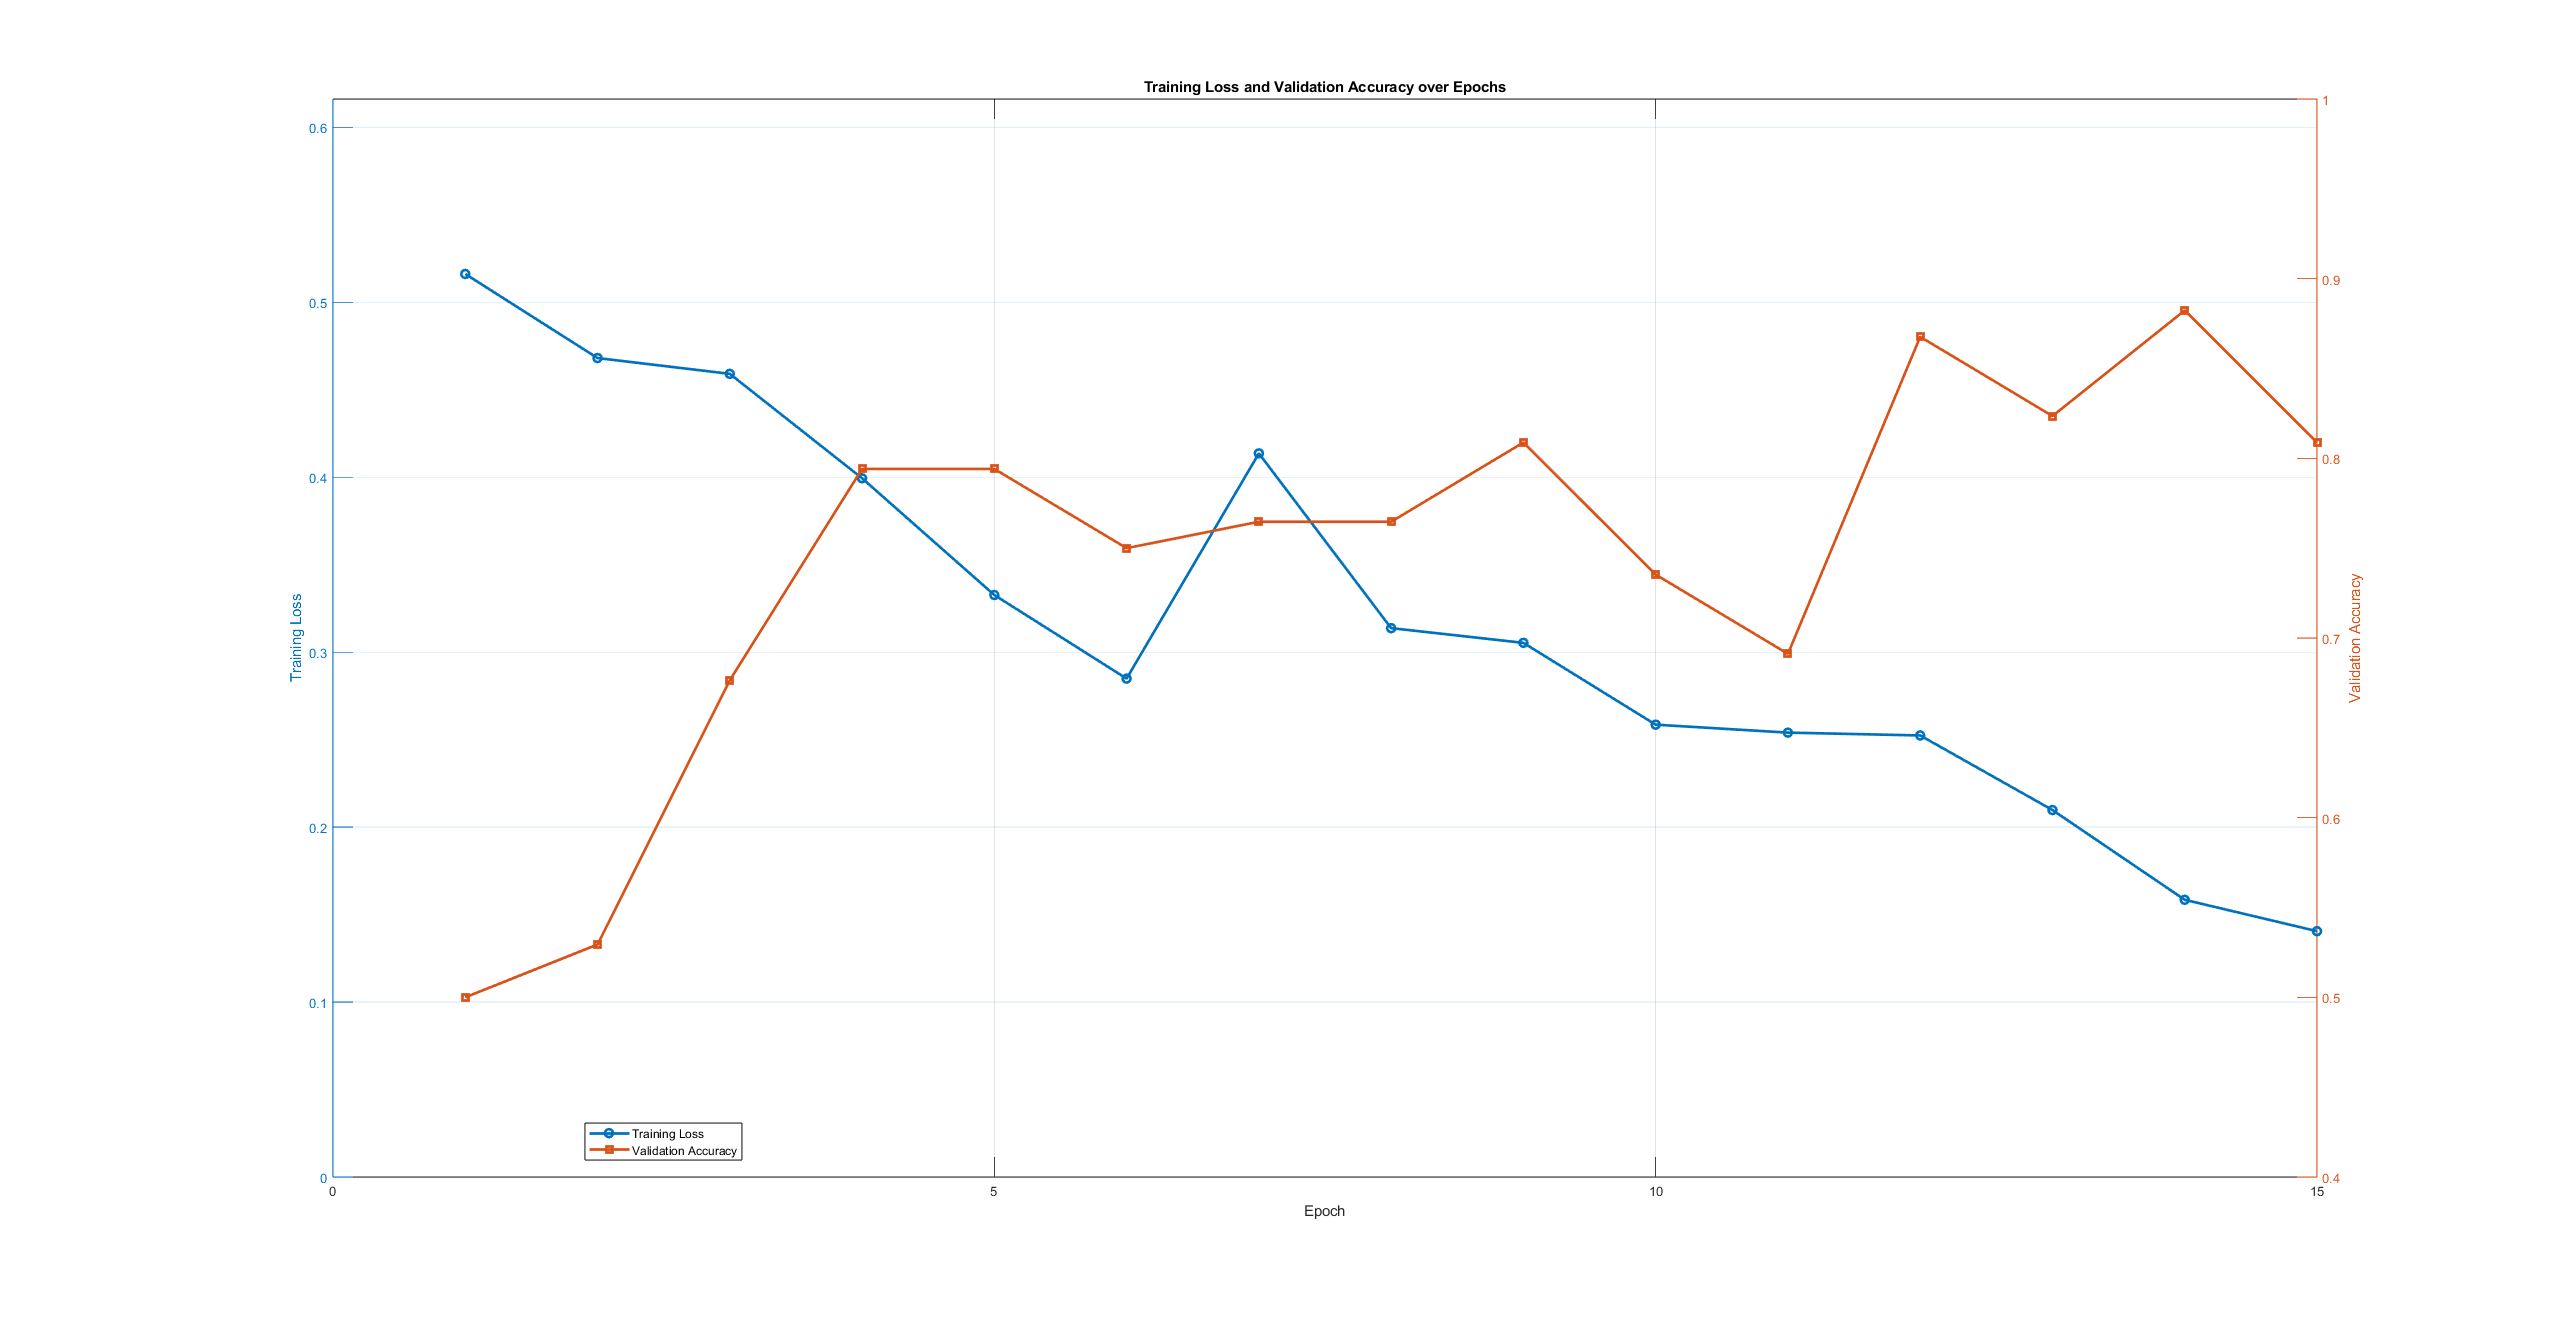 Training Loss and Validation Accuracy over Epochs
0.6
0.5
0.4
0.3
0.2
0.1
0
Training Loss
1
0.9
0.8
0.7
0.6
0.5
0.4
Validation Accuracy
Training Loss
Validation Accuracy
0 5 10 15
Epoch